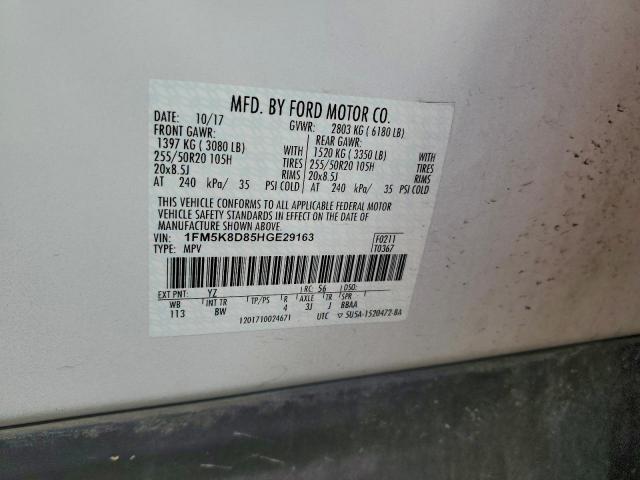 MFD. BY FORD MOTOR CO.
DATE: 10/17 GVWR: 2803 KG ( 6180 LB)
FRONT GAWR: REAR GAWR:
1397 KG ( 3080 LB) WITH 1520 KG ( 3350 LB) WITH
255/50R20 105H TIRES 255/50R20 105H TIRES
20x8.5J RIMS 20x8.5J RIMS
AT 240 kPa/ 35 PSI COLD AT 240 kPa/ 35 PSI COLD
THIS VEHICLE CONFORMS TO ALL APPLICABLE FEDERAL MOTOR
VEHICLE SAFETY STANDARDS IN EFFECT ON THE DATE OF
MANUFACTURE SHOWN ABOVE.
VIN: 1FM5K8D85HGE29163 F0211
TYPE: MPV T0367
EXT PNT: YZ RC: 56 DSO:
WB INT TR TP/PS R AXLE TR SPR
113 BW 4 3J J BBAA
1201710024671 UTC ▽ 5U5A-1520472-BA